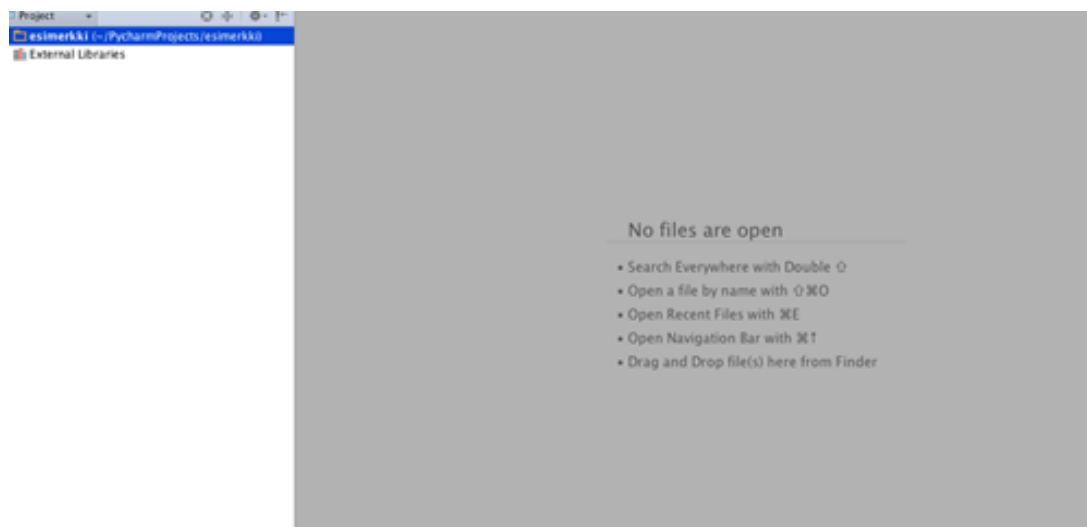 Project
esimerkki (~/PycharmProjects/esimerkki)
External Libraries
No files are open
• Search Everywhere with Double ⇧
• Open a file by name with ⇧⌘O
• Open Recent Files with ⌘E
• Open Navigation Bar with ⌘↑
• Drag and Drop file(s) here from Finder